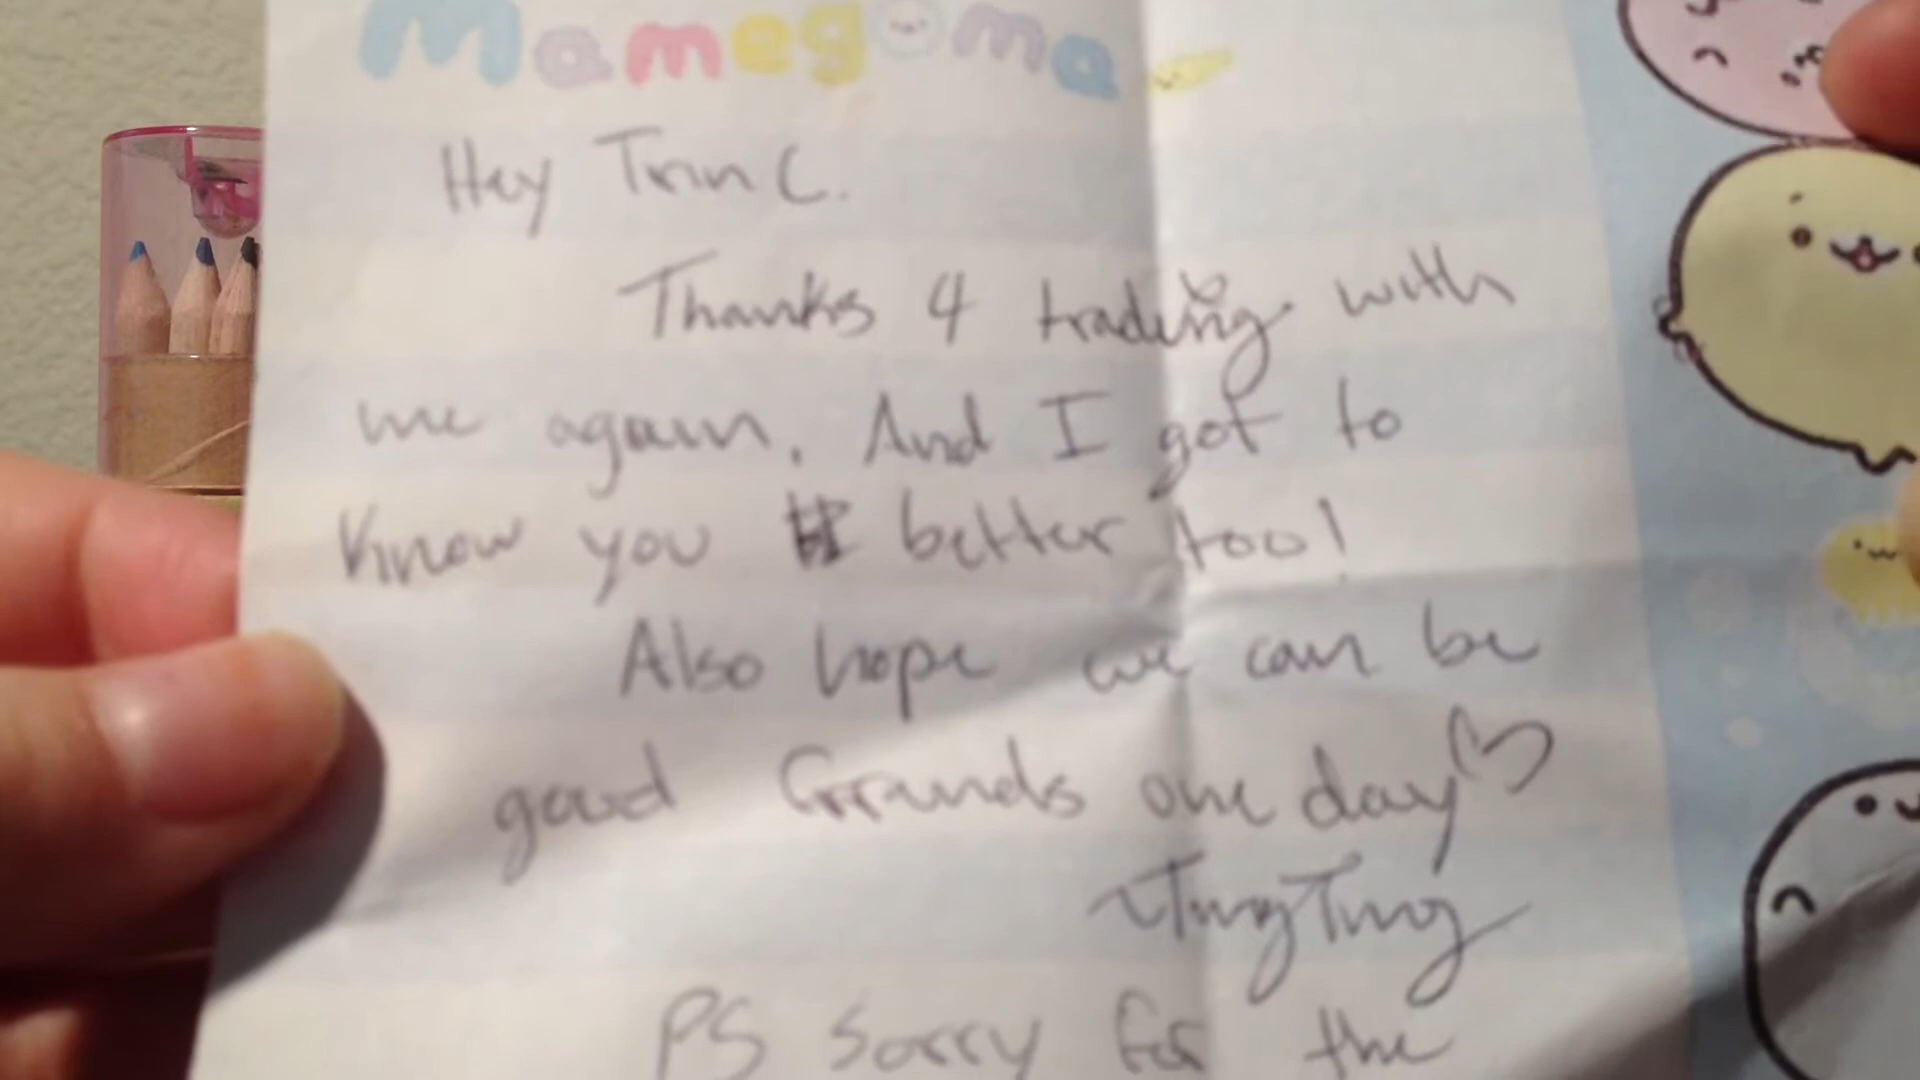 Mamegoma
Hey Trin C.
Thanks 4 trading with
me again. And I got to
know you better too!
Also hope we can be
good friends one day
TingTing
PS Sorry for the